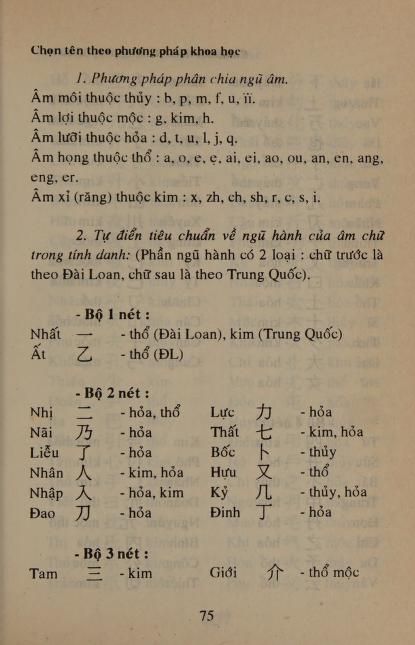 Chọn tên theo phương pháp khoa học
1. Phương pháp phân chia ngũ âm.
Âm môi thuộc thủy : b, p, m, f, u, ïi.
Âm lợi thuộc mộc : g, kim, h.
Âm lưỡi thuộc hỏa : d, t, u, l, j, q.
Âm họng thuộc thổ : a, o, e, ẹ, ai, ei, ao, ou, an, en, ang,
eng, er.
Âm xỉ (răng) thuộc kim : x, zh, ch, sh, r, c, s, i.
2. Tự điển tiêu chuẩn về ngũ hành của âm chữ
trong tính danh: (Phần ngũ hành có 2 loại : chữ trước là
theo Đài Loan, chữ sau là theo Trung Quốc).
- Bộ 1 nét :
Nhất 一 - thổ (Đài Loan), kim (Trung Quốc)
Ất 乙 - thổ (ĐL)
- Bộ 2 nét :
Nhị 二 - hỏa, thổ Lực 力 - hỏa
Nãi 乃 - hỏa Thất 七 - kim, hỏa
Liễu 了 - hỏa Bốc 卜 - thủy
Nhân 人 - kim, hỏa Hựu 又 - thổ
Nhập 入 - hỏa, kim Kỷ 几 - thủy, hỏa
Đao 刀 - hỏa Đinh 丁 - hỏa
- Bộ 3 nét :
Tam 三 - kim Giới 介 - thổ mộc
75